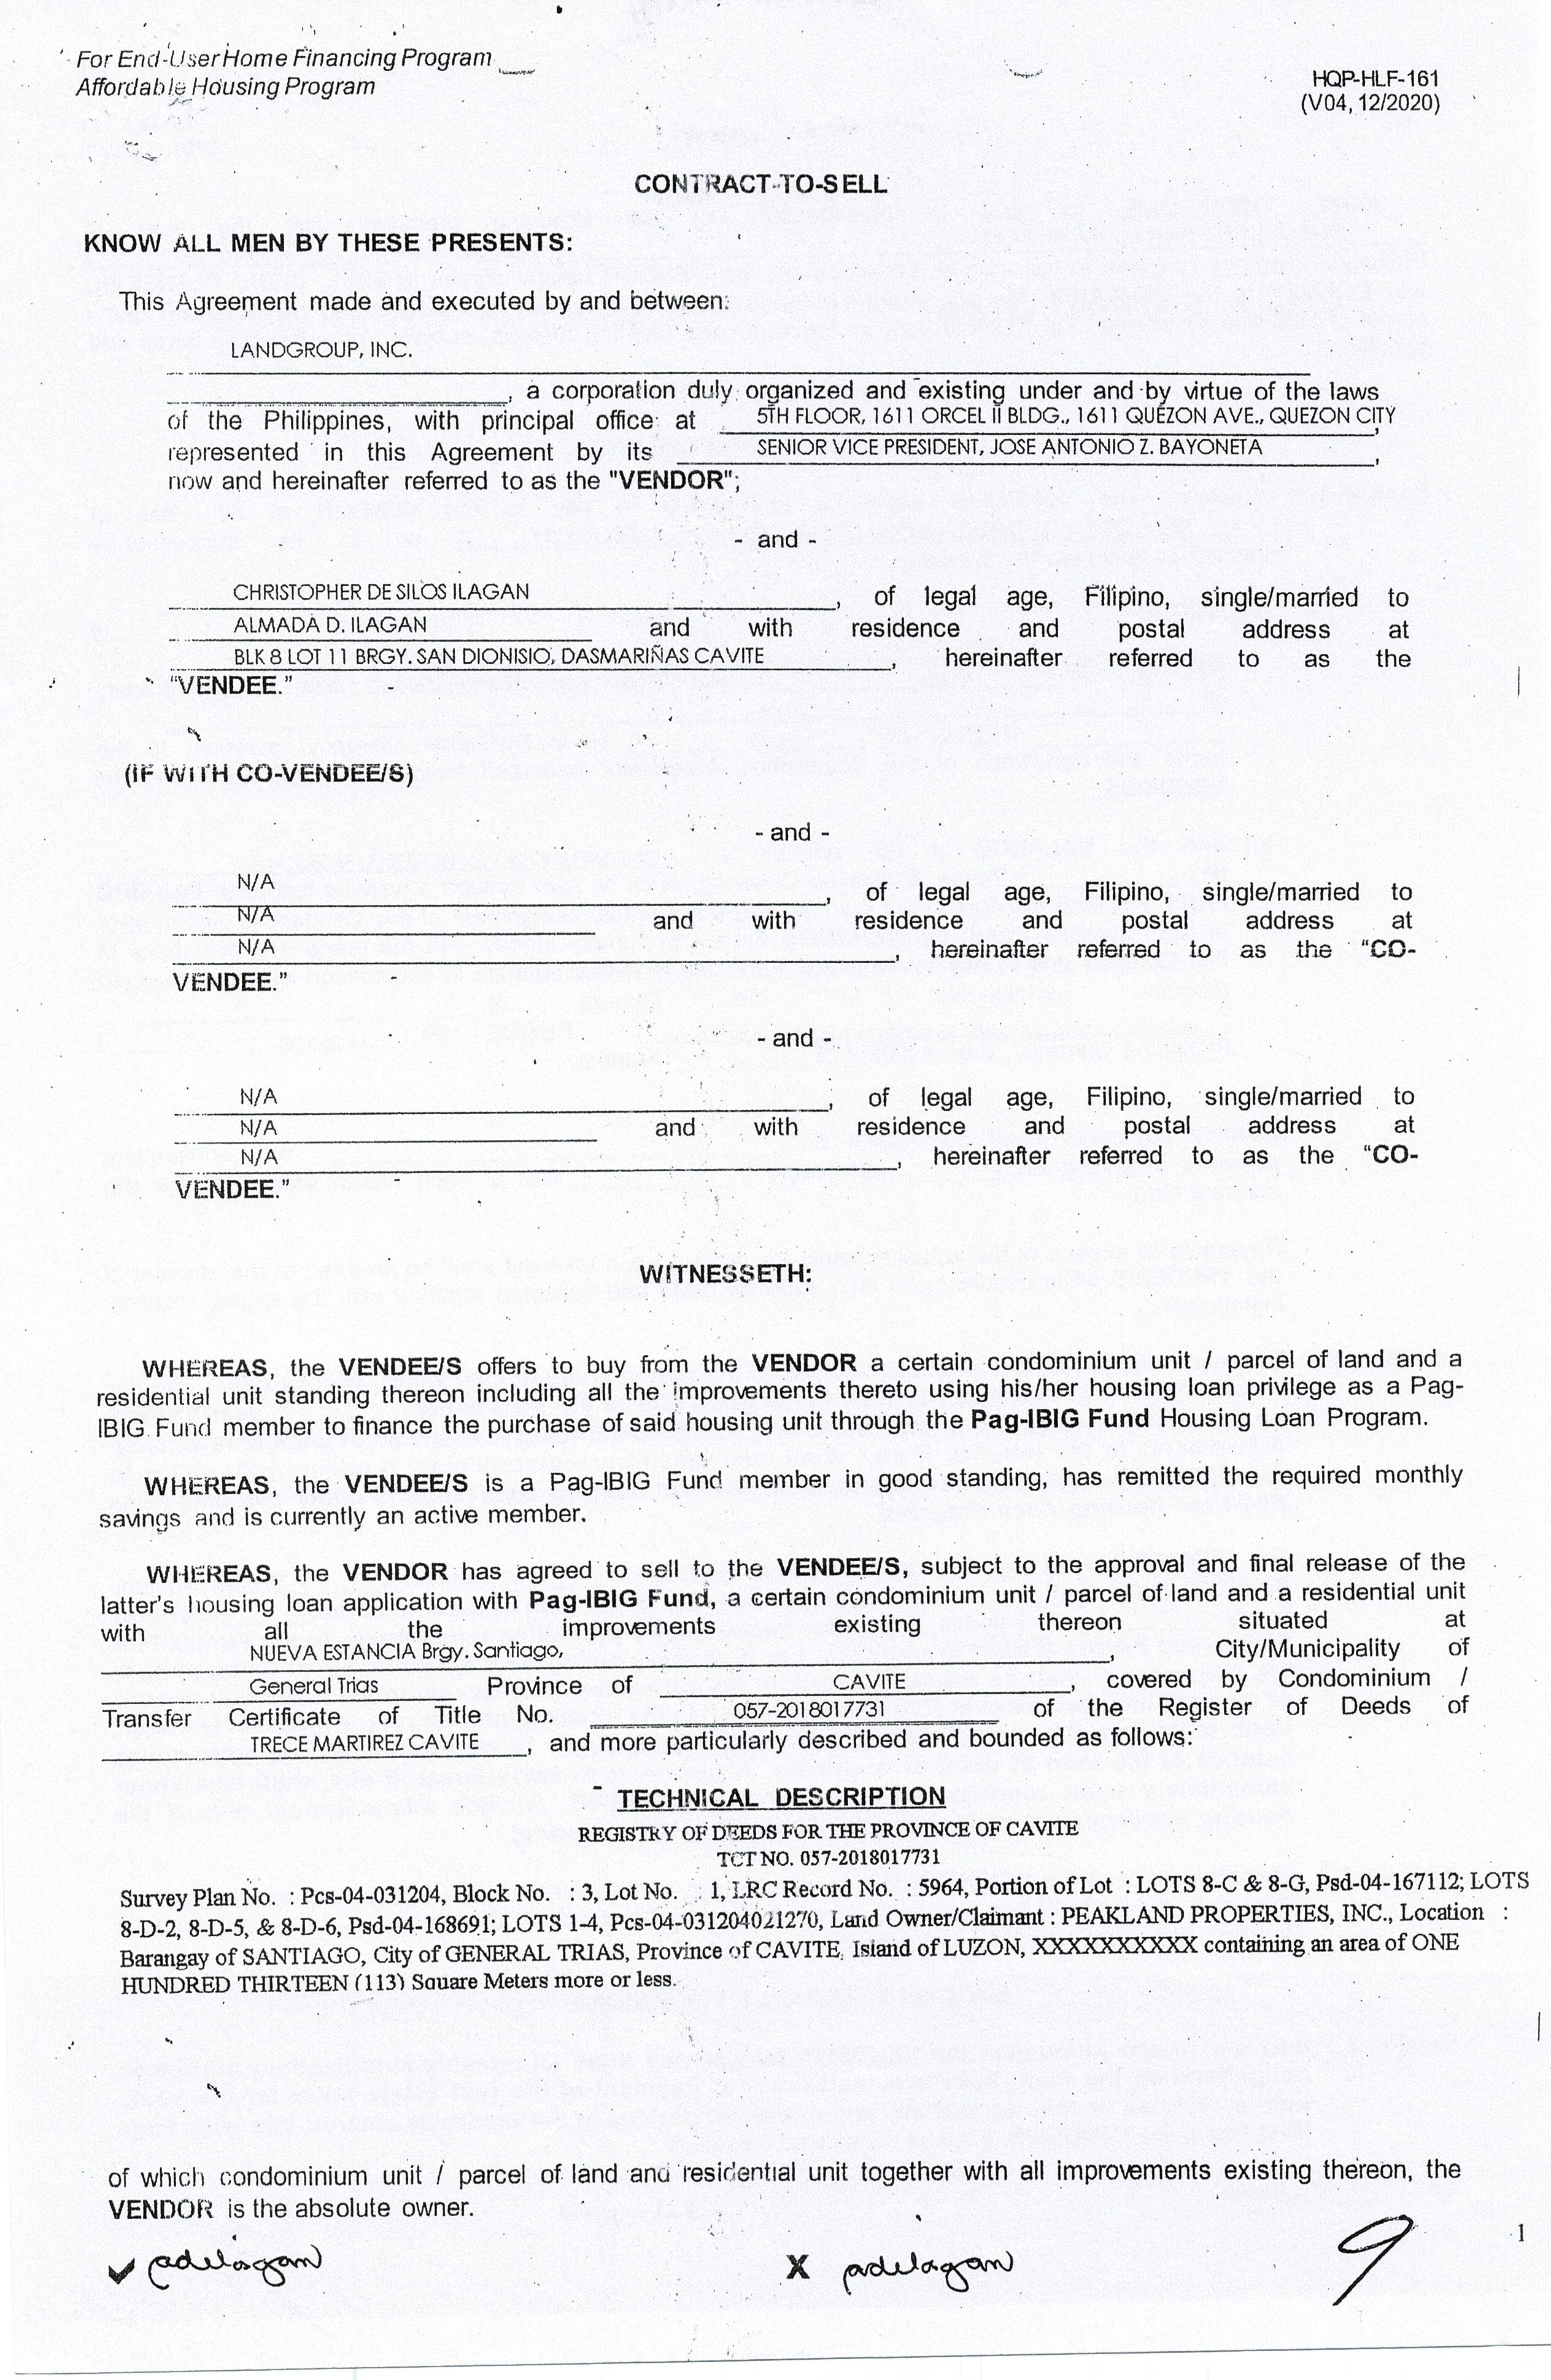 For End-User Home Financing Program
Affordable Housing Program
HQP-HLF-161
(V04, 12/2020)
CONTRACT-TO-SELL
KNOW ALL MEN BY THESE PRESENTS:
This Agreement made and executed by and between:
LANDGROUP, INC.
, a corporation duly organized and existing under and by virtue of the laws
of the Philippines, with principal office at 5TH FLOOR, 1611 ORCEL II BLDG., 1611 QUEZON AVE., QUEZON CITY,
represented in this Agreement by its SENIOR VICE PRESIDENT, JOSE ANTONIO Z. BAYONETA,
now and hereinafter referred to as the "VENDOR";
- and -
CHRISTOPHER DE SILOS ILAGAN, of legal age, Filipino, single/married to
ALMADA D. ILAGAN and with residence and postal address at
BLK 8 LOT 11 BRGY. SAN DIONISIO, DASMARIÑAS CAVITE, hereinafter referred to as the
"VENDEE."
(IF WITH CO-VENDEE/S)
- and -
N/A, of legal age, Filipino, single/married to
N/A and with residence and postal address at
N/A, hereinafter referred to as the "CO-
VENDEE."
- and -
N/A, of legal age, Filipino, single/married to
N/A and with residence and postal address at
N/A, hereinafter referred to as the "CO-
VENDEE."
WITNESSETH:
WHEREAS, the VENDEE/S offers to buy from the VENDOR a certain condominium unit / parcel of land and a
residential unit standing thereon including all the improvements thereto using his/her housing loan privilege as a Pag-
IBIG Fund member to finance the purchase of said housing unit through the Pag-IBIG Fund Housing Loan Program.
WHEREAS, the VENDEE/S is a Pag-IBIG Fund member in good standing, has remitted the required monthly
savings and is currently an active member.
WHEREAS, the VENDOR has agreed to sell to the VENDEE/S, subject to the approval and final release of the
latter's housing loan application with Pag-IBIG Fund, a certain condominium unit / parcel of land and a residential unit
with all the improvements existing thereon situated at
NUEVA ESTANCIA Brgy. Santiago, , City/Municipality of
General Trias Province of CAVITE, covered by Condominium /
Transfer Certificate of Title No. 057-2018017731 of the Register of Deeds of
TRECE MARTIREZ CAVITE, and more particularly described and bounded as follows:
TECHNICAL DESCRIPTION
REGISTRY OF DEEDS FOR THE PROVINCE OF CAVITE
TCT NO. 057-2018017731
Survey Plan No. : Pcs-04-031204, Block No. : 3, Lot No. : 1, LRC Record No. : 5964, Portion of Lot : LOTS 8-C & 8-G, Psd-04-167112; LOTS
8-D-2, 8-D-5, & 8-D-6, Psd-04-168691; LOTS 1-4, Pcs-04-031204021270, Land Owner/Claimant : PEAKLAND PROPERTIES, INC., Location :
Barangay of SANTIAGO, City of GENERAL TRIAS, Province of CAVITE, Island of LUZON, XXXXXXXXXX containing an area of ONE
HUNDRED THIRTEEN (113) Square Meters more or less.
of which condominium unit / parcel of land and residential unit together with all improvements existing thereon, the
VENDOR is the absolute owner.
X
1